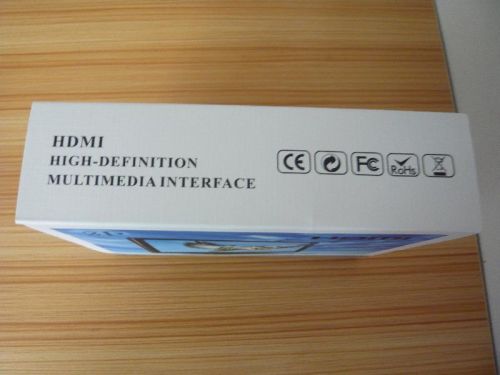 HDMI
HIGH-DEFINITION
MULTIMEDIA INTERFACE
CE FC RoHs